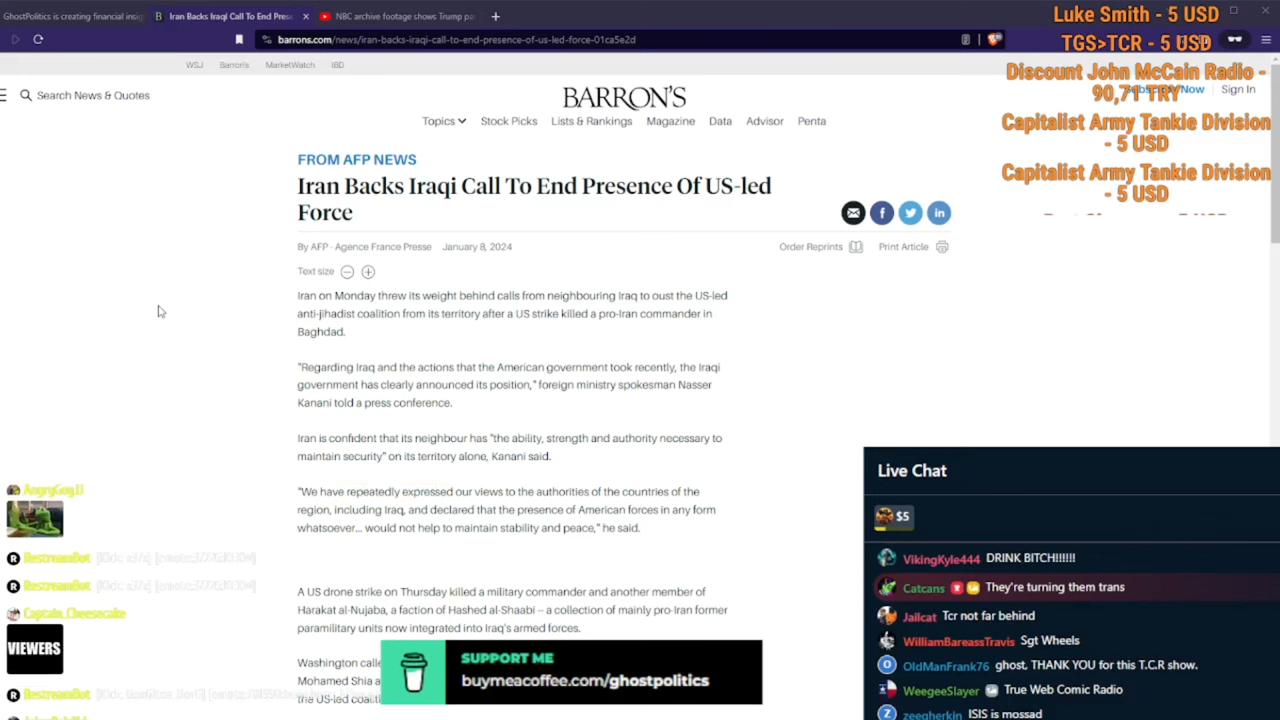 GhostPolitics is creating financial insig
Iran Backs Iraqi Call To End Prese
NBC archive footage shows Trump pa
barrons.com/news/iran-backs-iraqi-call-to-end-presence-of-us-led-force-01ca5e2d
Luke Smith - 5 USD
TGS>TCR - 5 USD
Discount John McCain Radio -
90,71 TRY
Capitalist Army Tankie Division
- 5 USD
Capitalist Army Tankie Division
- 5 USD
WSJ Barron's MarketWatch IBD
Search News & Quotes
BARRON'S
Subscribe Now Sign In
Topics Stock Picks Lists & Rankings Magazine Data Advisor Penta
FROM AFP NEWS
Iran Backs Iraqi Call To End Presence Of US-led
Force
By AFP - Agence France Presse January 8, 2024
Order Reprints Print Article
Text size
Iran on Monday threw its weight behind calls from neighbouring Iraq to oust the US-led
anti-jihadist coalition from its territory after a US strike killed a pro-Iran commander in
Baghdad.
"Regarding Iraq and the actions that the American government took recently, the Iraqi
government has clearly announced its position," foreign ministry spokesman Nasser
Kanani told a press conference.
Iran is confident that its neighbour has "the ability, strength and authority necessary to
maintain security" on its territory alone, Kanani said.
"We have repeatedly expressed our views to the authorities of the countries of the
region, including Iraq, and declared that the presence of American forces in any form
whatsoever... would not help to maintain stability and peace," he said.
A US drone strike on Thursday killed a military commander and another member of
Harakat al-Nujaba, a faction of Hashed al-Shaabi -- a collection of mainly pro-Iran former
paramilitary units now integrated into Iraq's armed forces.
Washington calle
Mohamed Shia a
the US-led coaliti
SUPPORT ME
buymeacoffee.com/ghostpolitics
RestreamBot
RestreamBot
Captain_Cheesecake
VIEWERS
RestreamBot
Live Chat
$5
VikingKyle444 DRINK BITCH!!!!!!
Catcans They're turning them trans
Jailcat Tcr not far behind
WilliamBareassTravis Sgt Wheels
OldManFrank76 ghost, THANK YOU for this T.C.R show.
WeegeeSlayer True Web Comic Radio
zeegherkin ISIS is mossad